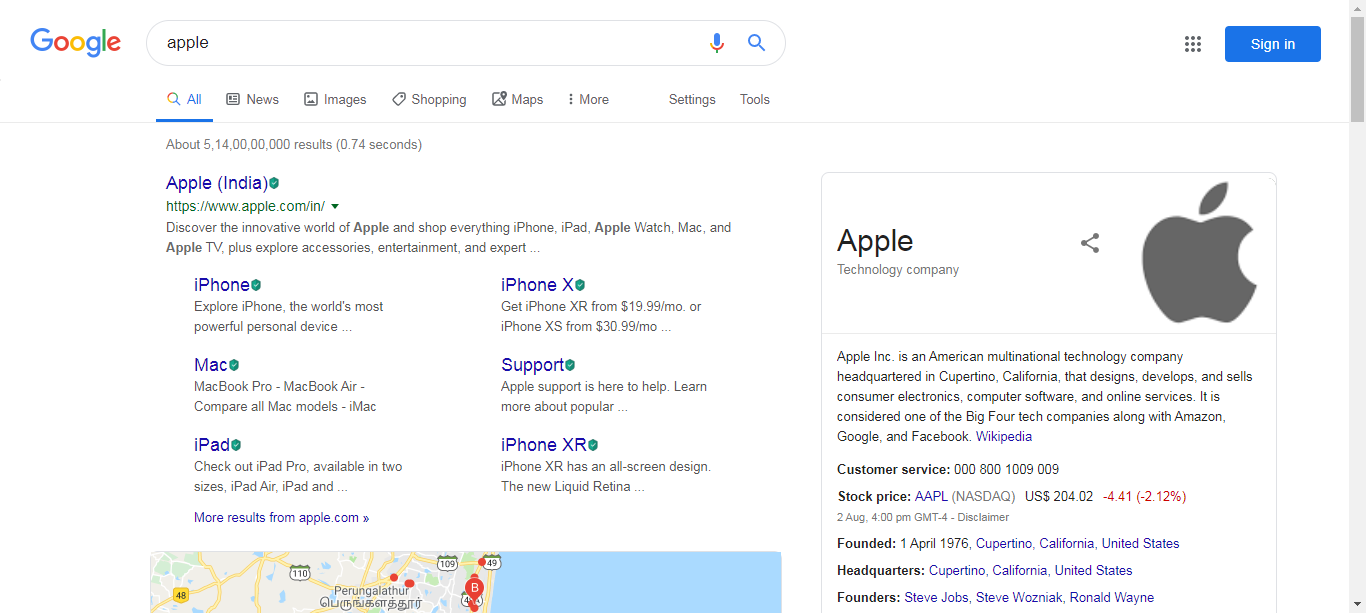 Google
apple
Sign in
All News Images Shopping Maps More Settings Tools
About 5,14,00,00,000 results (0.74 seconds)
Apple (India)
https://www.apple.com/in/
Discover the innovative world of Apple and shop everything iPhone, iPad, Apple Watch, Mac, and
Apple TV, plus explore accessories, entertainment, and expert ...
iPhone
Explore iPhone, the world's most
powerful personal device ...
iPhone X
Get iPhone XR from $19.99/mo. or
iPhone XS from $30.99/mo ...
Mac
MacBook Pro - MacBook Air -
Compare all Mac models - iMac
Support
Apple support is here to help. Learn
more about popular ...
iPad
Check out iPad Pro, available in two
sizes, iPad Air, iPad and ...
iPhone XR
iPhone XR has an all-screen design.
The new Liquid Retina ...
More results from apple.com »
109
49
110
B
48
Perungalathur
பெருங்களத்தூர்
Apple
Technology company
Apple Inc. is an American multinational technology company
headquartered in Cupertino, California, that designs, develops, and sells
consumer electronics, computer software, and online services. It is
considered one of the Big Four tech companies along with Amazon,
Google, and Facebook. Wikipedia
Customer service: 000 800 1009 009
Stock price: AAPL (NASDAQ) US$ 204.02 -4.41 (-2.12%)
2 Aug, 4:00 pm GMT-4 - Disclaimer
Founded: 1 April 1976, Cupertino, California, United States
Headquarters: Cupertino, California, United States
Founders: Steve Jobs, Steve Wozniak, Ronald Wayne